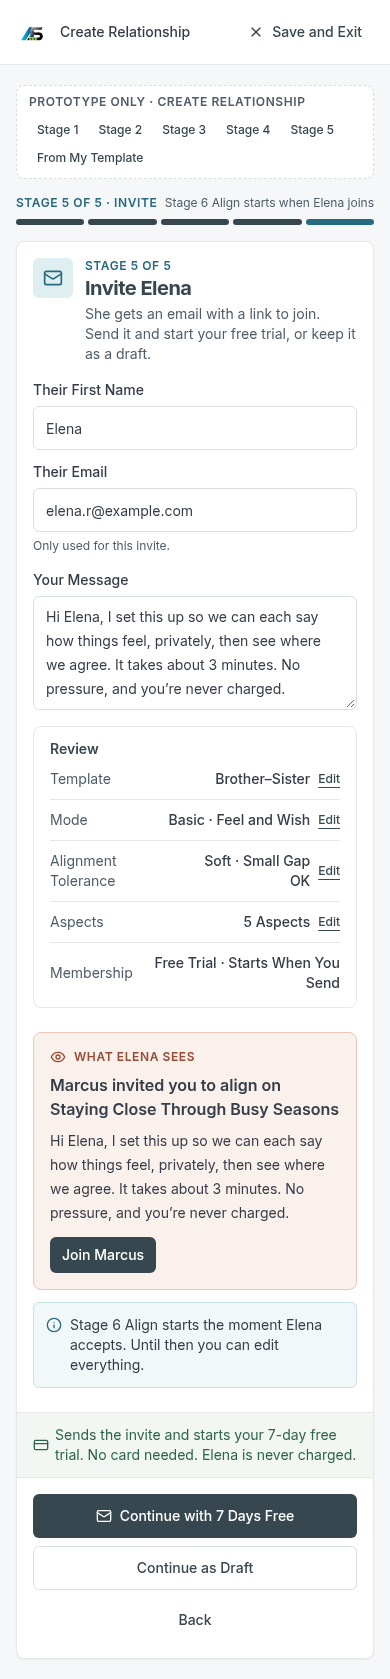 Create Relationship
Save and Exit
PROTOTYPE ONLY · CREATE RELATIONSHIP
Stage 1 Stage 2 Stage 3 Stage 4 Stage 5
From My Template
STAGE 5 OF 5 · INVITE Stage 6 Align starts when Elena joins
STAGE 5 OF 5
Invite Elena
She gets an email with a link to join.
Send it and start your free trial, or keep it
as a draft.
Their First Name
Elena
Their Email
elena.r@example.com
Only used for this invite.
Your Message
Hi Elena, I set this up so we can each say
how things feel, privately, then see where
we agree. It takes about 3 minutes. No
pressure, and you’re never charged.
Review
Template Brother–Sister Edit
Mode Basic · Feel and Wish Edit
Alignment Tolerance Soft · Small Gap OK Edit
Aspects 5 Aspects Edit
Membership Free Trial · Starts When You Send
WHAT ELENA SEES
Marcus invited you to align on
Staying Close Through Busy Seasons
Hi Elena, I set this up so we can each say
how things feel, privately, then see where
we agree. It takes about 3 minutes. No
pressure, and you’re never charged.
Join Marcus
Stage 6 Align starts the moment Elena
accepts. Until then you can edit
everything.
Sends the invite and starts your 7-day free
trial. No card needed. Elena is never charged.
Continue with 7 Days Free
Continue as Draft
Back